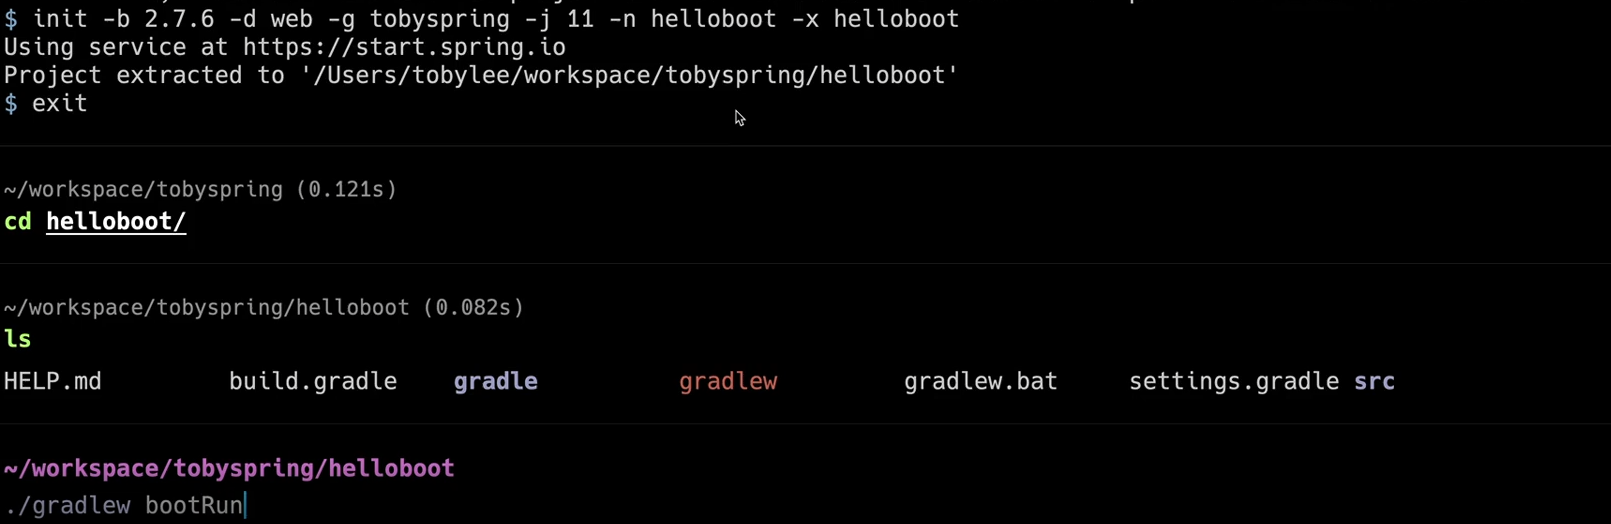 $ init -b 2.7.6 -d web -g tobyspring -j 11 -n helloboot -x helloboot
Using service at https://start.spring.io
Project extracted to '/Users/tobylee/workspace/tobyspring/helloboot'
$ exit
~/workspace/tobyspring (0.121s)
cd helloboot/
~/workspace/tobyspring/helloboot (0.082s)
ls
HELP.md build.gradle gradle gradlew gradlew.bat settings.gradle src
~/workspace/tobyspring/helloboot
./gradlew bootRun